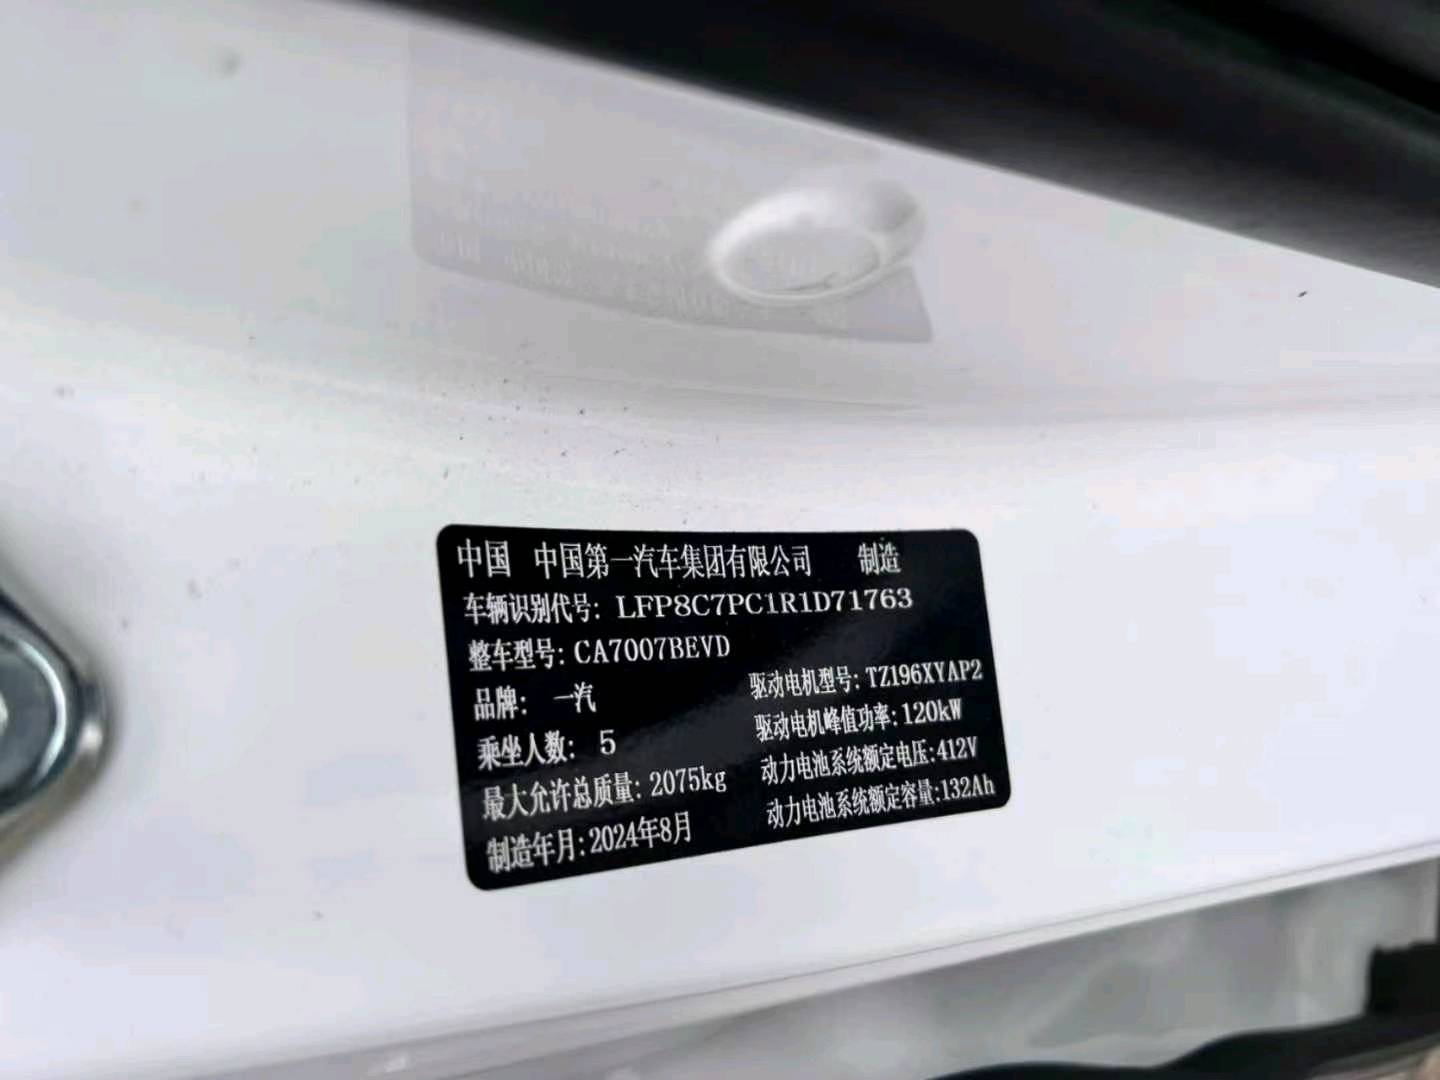 中国 中国第一汽车集团有限公司 制造
车辆识别代号: LFP8C7PC1R1D71763
整车型号: CA7007BEVD
品牌: 一汽
驱动电机型号: TZ196XYAP2
乘坐人数: 5
驱动电机峰值功率: 120kW
最大允许总质量: 2075kg
动力电池系统额定电压: 412V
制造年月: 2024年8月
动力电池系统额定容量: 132Ah